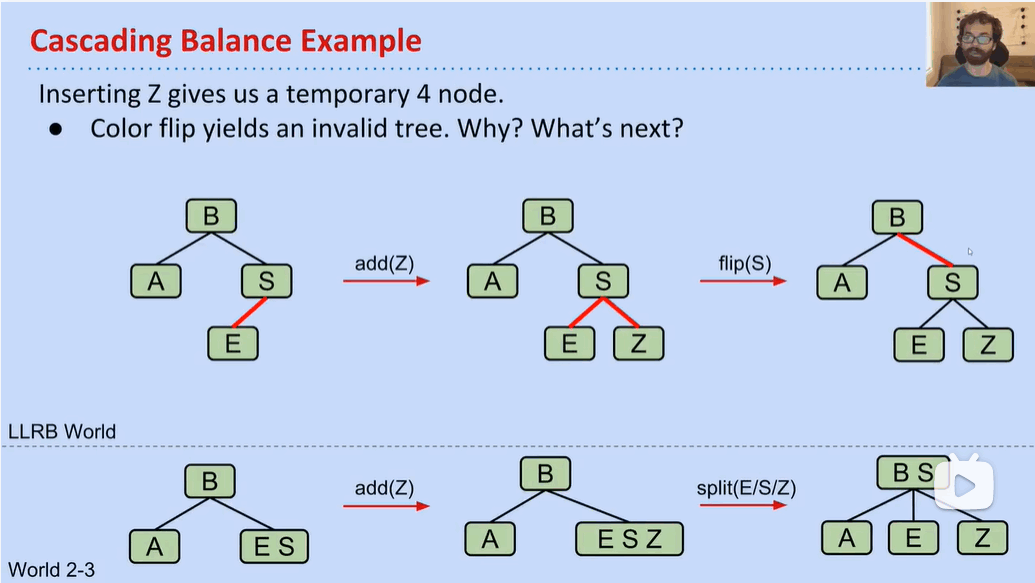 Cascading Balance Example
Inserting Z gives us a temporary 4 node.
● Color flip yields an invalid tree. Why? What's next?
B
A S
E
add(Z)
B
A S
E Z
flip(S)
B
A S
E Z
LLRB World
B
A E S
add(Z)
B
A E S Z
split(E/S/Z)
B S
A E Z
World 2-3